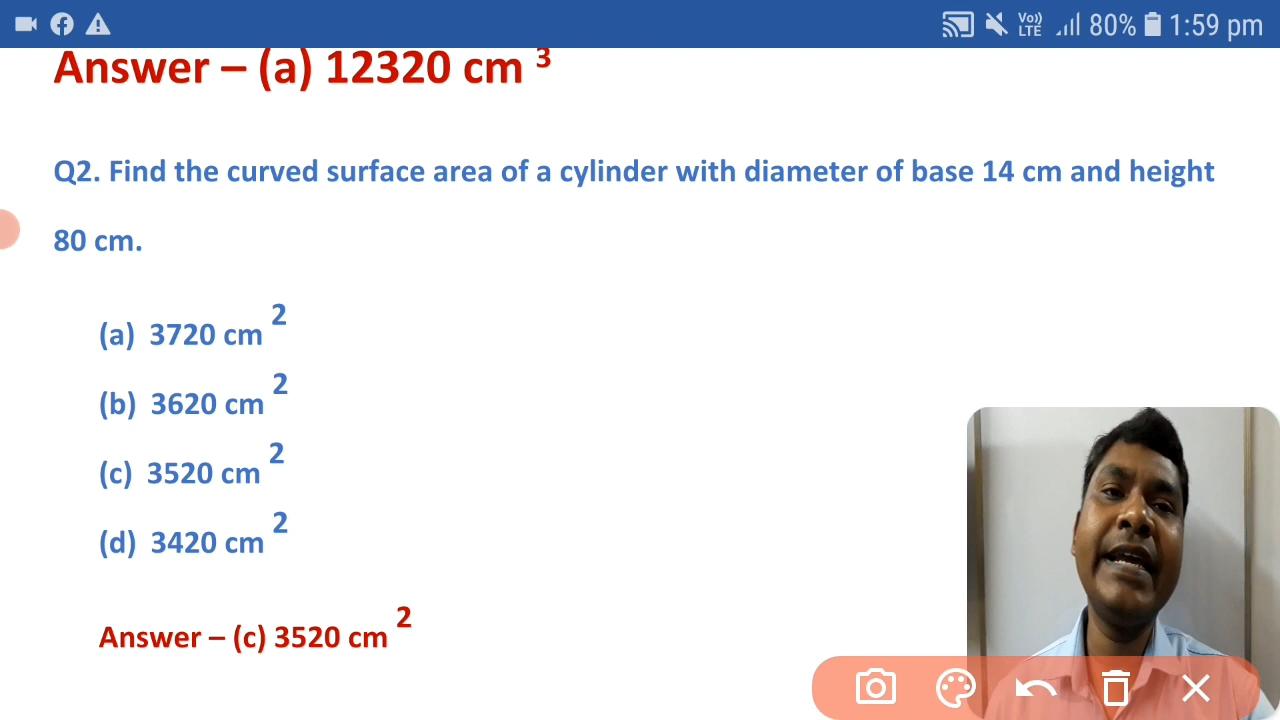 Vo))
LTE
80%
1:59 pm
Answer – (a) 12320 cm 3
Q2. Find the curved surface area of a cylinder with diameter of base 14 cm and height
80 cm.
(a) 3720 cm 2
(b) 3620 cm 2
(c) 3520 cm 2
(d) 3420 cm 2
Answer – (c) 3520 cm 2